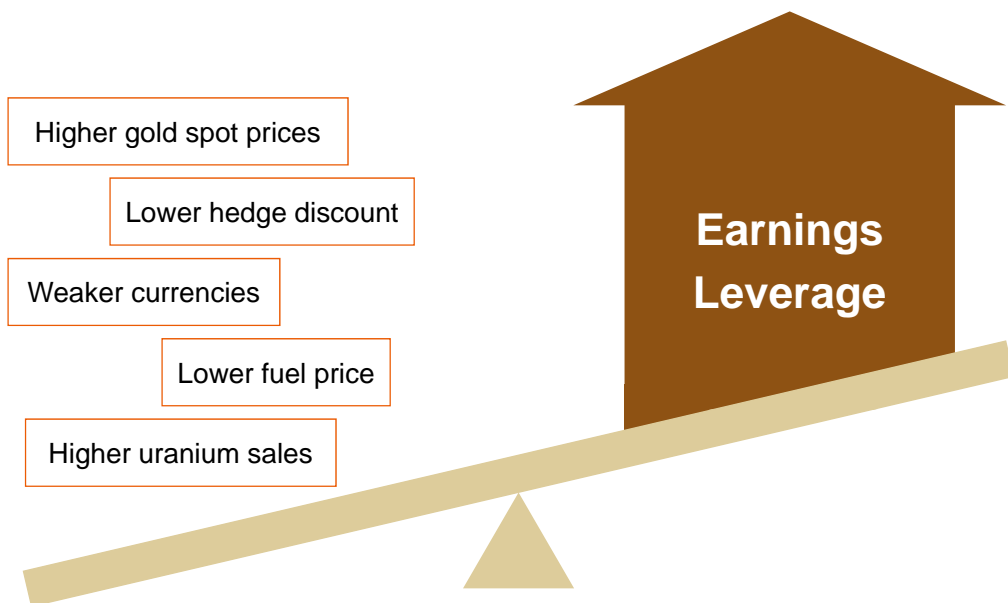 Higher gold spot prices
Lower hedge discount
Weaker currencies
Lower fuel price
Higher uranium sales
Earnings
Leverage